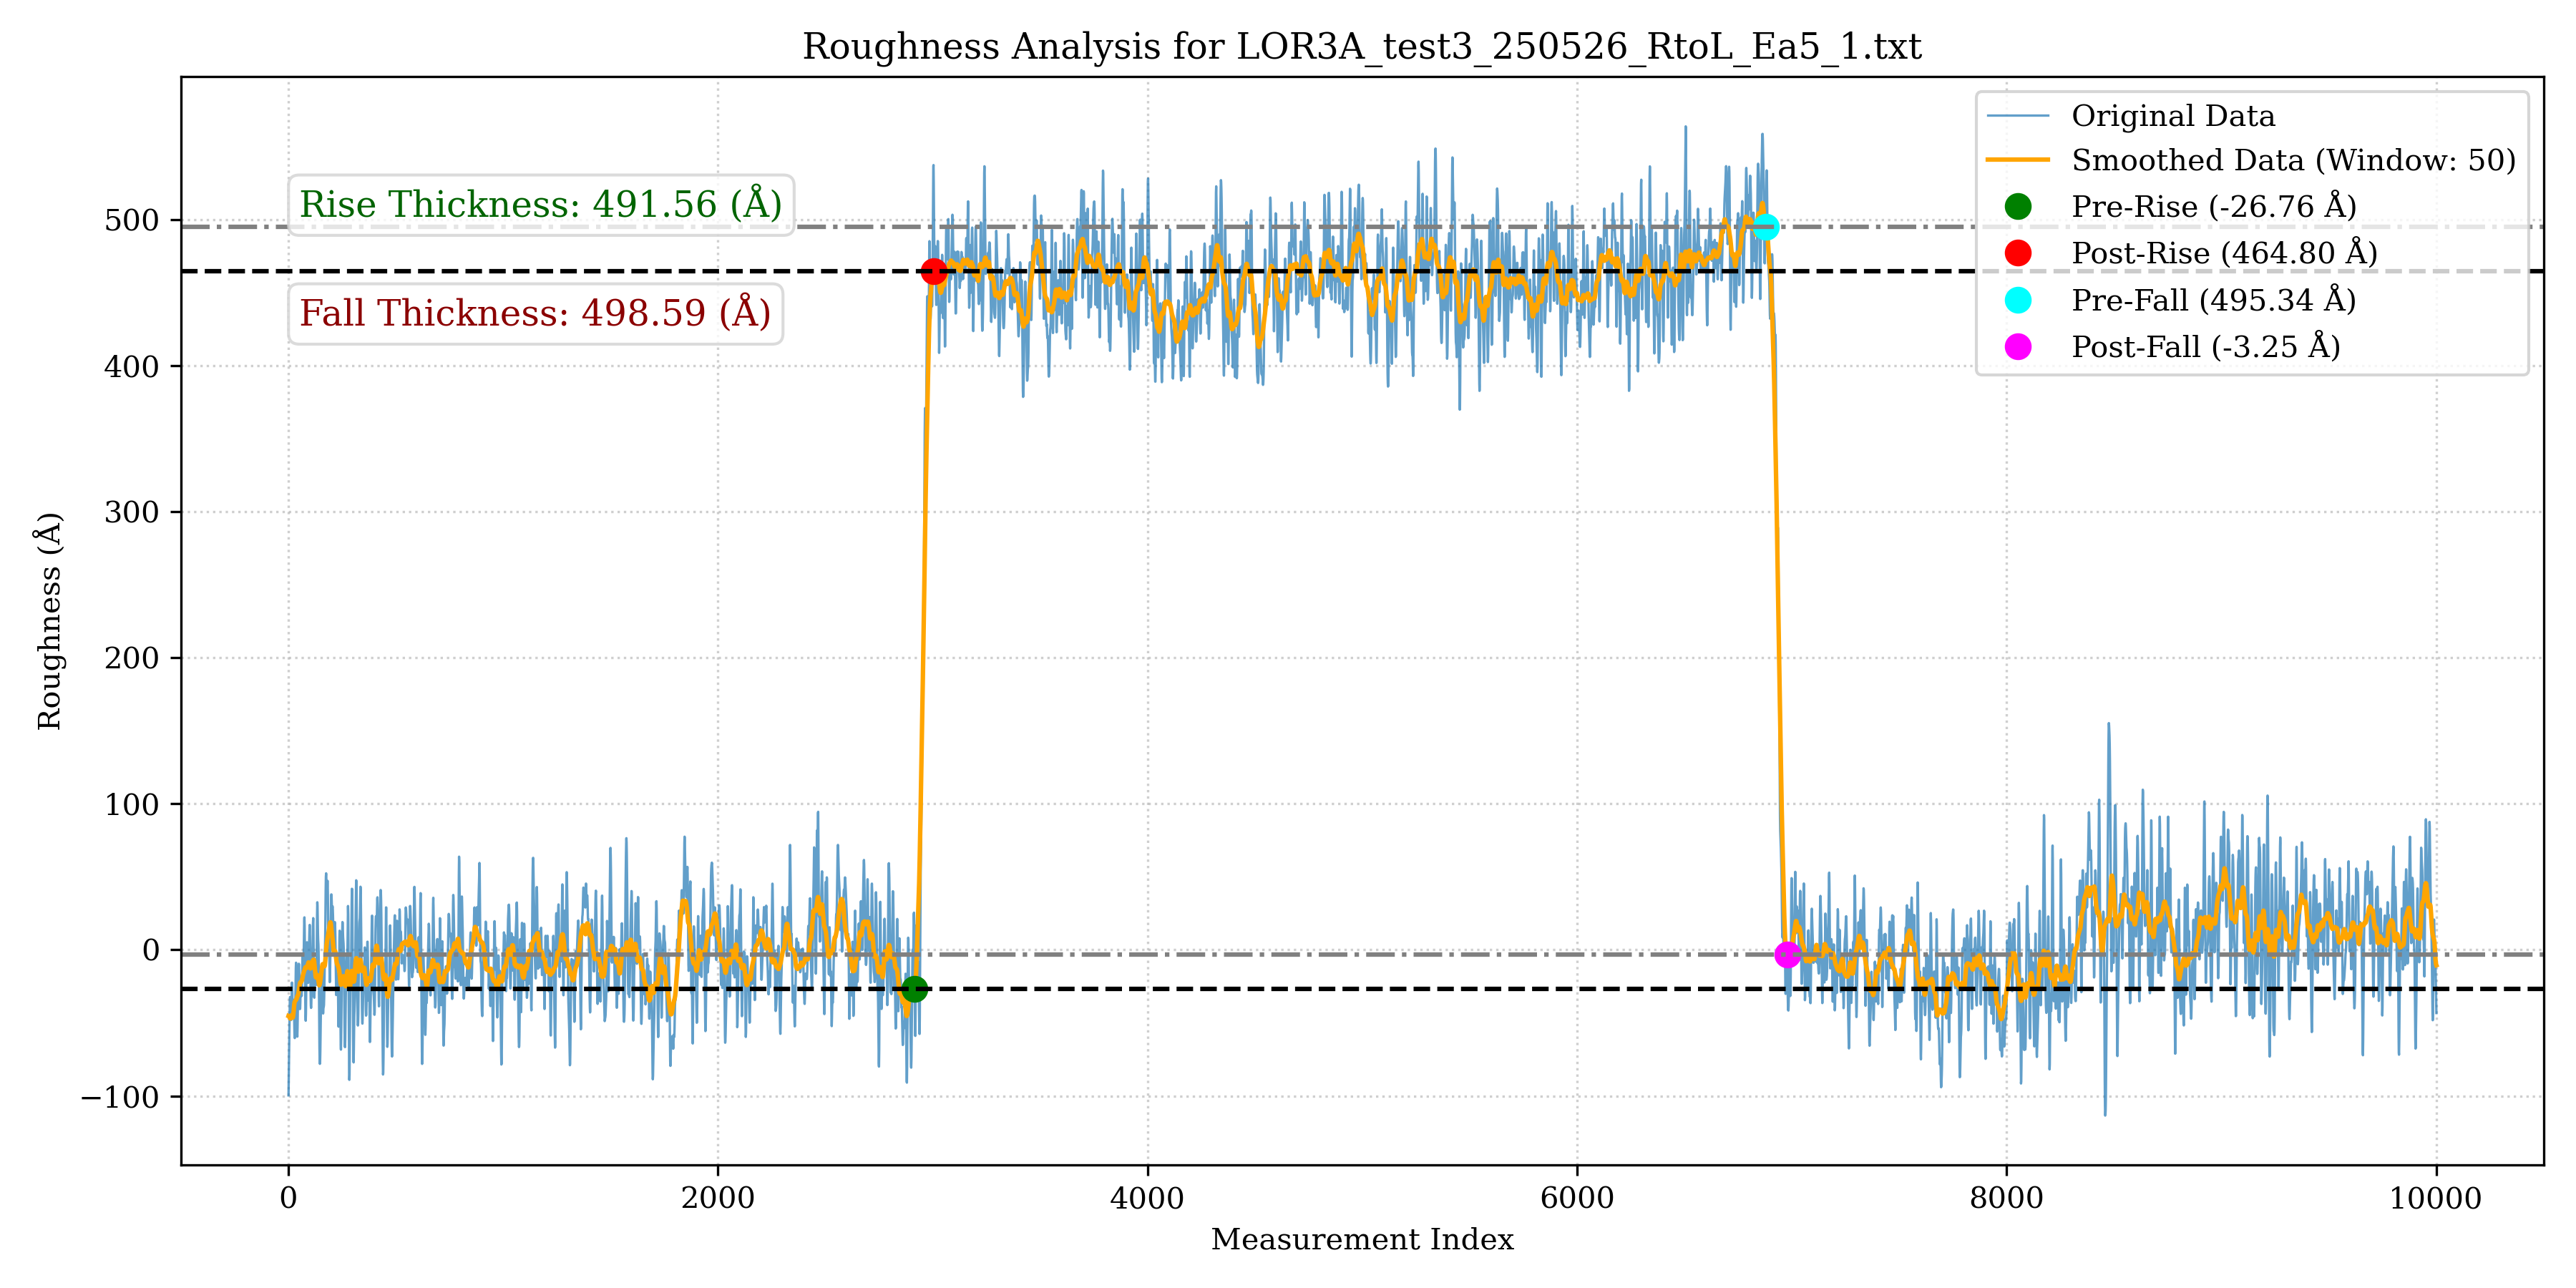 Roughness Analysis for LOR3A_test3_250526_RtoL_Ea5_1.txt
Original Data
Smoothed Data (Window: 50)
Pre-Rise (-26.76 Å)
Post-Rise (464.80 Å)
Pre-Fall (495.34 Å)
Post-Fall (-3.25 Å)
Rise Thickness: 491.56 (Å)
Fall Thickness: 498.59 (Å)
Roughness (Å)
500
400
300
200
100
0
−100
0 2000 4000 6000 8000 10000
Measurement Index